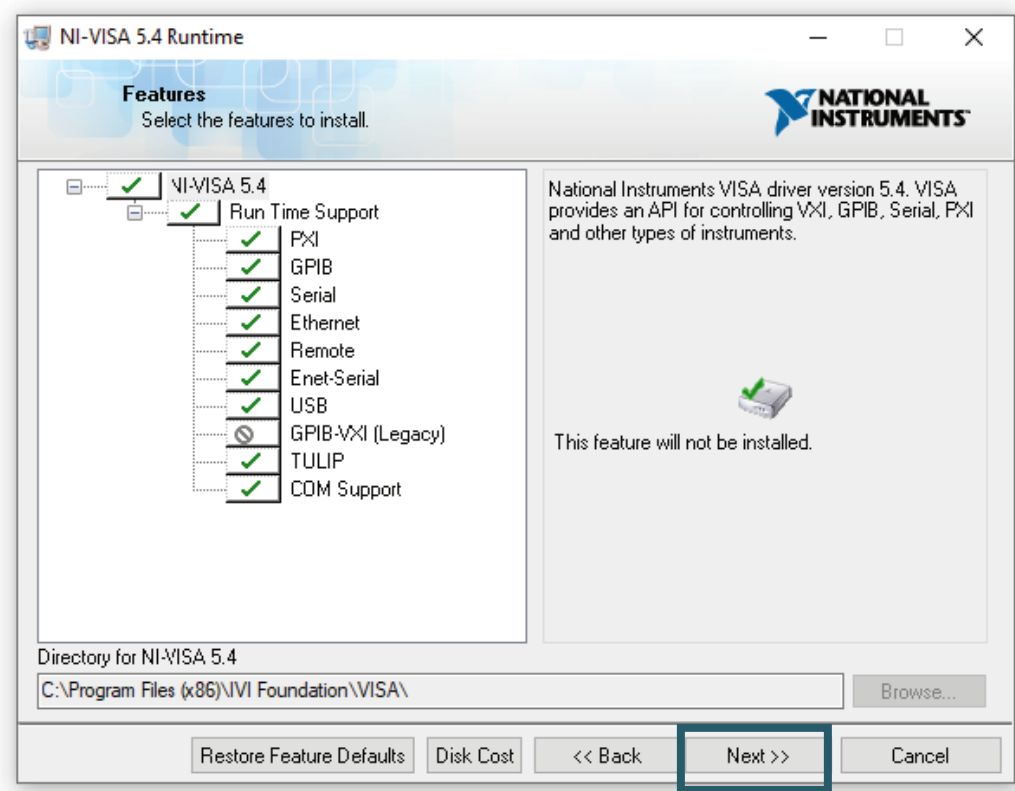 NI-VISA 5.4 Runtime
Features
Select the features to install.
NATIONAL
INSTRUMENTS™
NI-VISA 5.4
Run Time Support
PXI
GPIB
Serial
Ethernet
Remote
Enet-Serial
USB
GPIB-VXI (Legacy)
TULIP
COM Support
National Instruments VISA driver version 5.4. VISA
provides an API for controlling VXI, GPIB, Serial, PXI
and other types of instruments.
This feature will not be installed.
Directory for NI-VISA 5.4
C:\Program Files (x86)\IVI Foundation\VISA\
Browse...
Restore Feature Defaults Disk Cost << Back Next >> Cancel